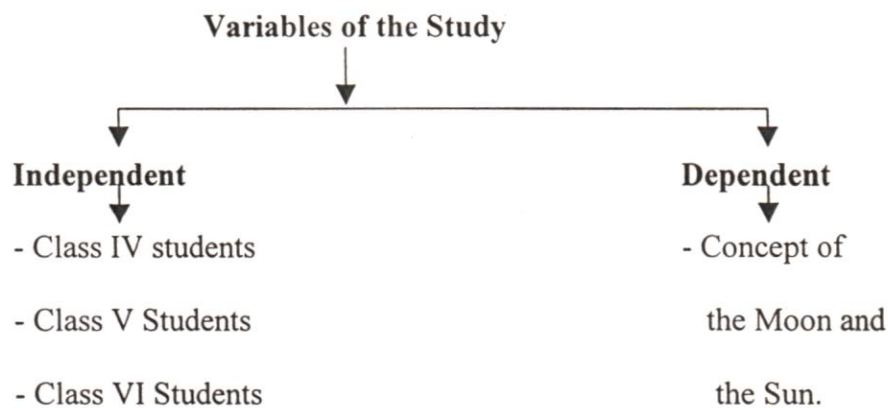 Variables of the Study
Independent
- Class IV students
- Class V Students
- Class VI Students
Dependent
- Concept of
the Moon and
the Sun.